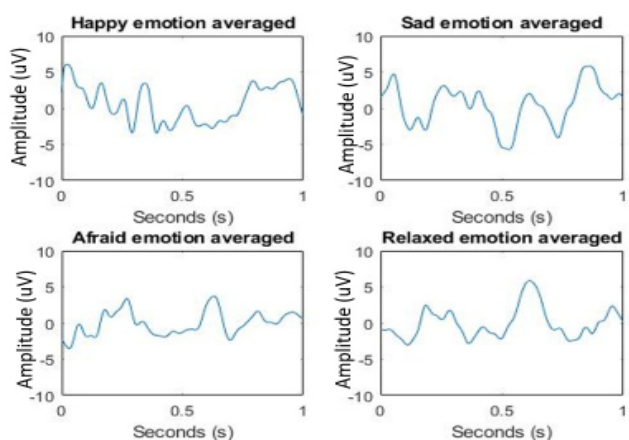 Happy emotion averaged
Amplitude (uV)
10
5
0
-5
-10
0
0.5
1
Seconds (s)
Sad emotion averaged
Amplitude (uV)
10
5
0
-5
-10
0
0.5
1
Seconds (s)
Afraid emotion averaged
Amplitude (uV)
10
5
0
-5
-10
0
0.5
1
Seconds (s)
Relaxed emotion averaged
Amplitude (uV)
10
5
0
-5
-10
0
0.5
1
Seconds (s)